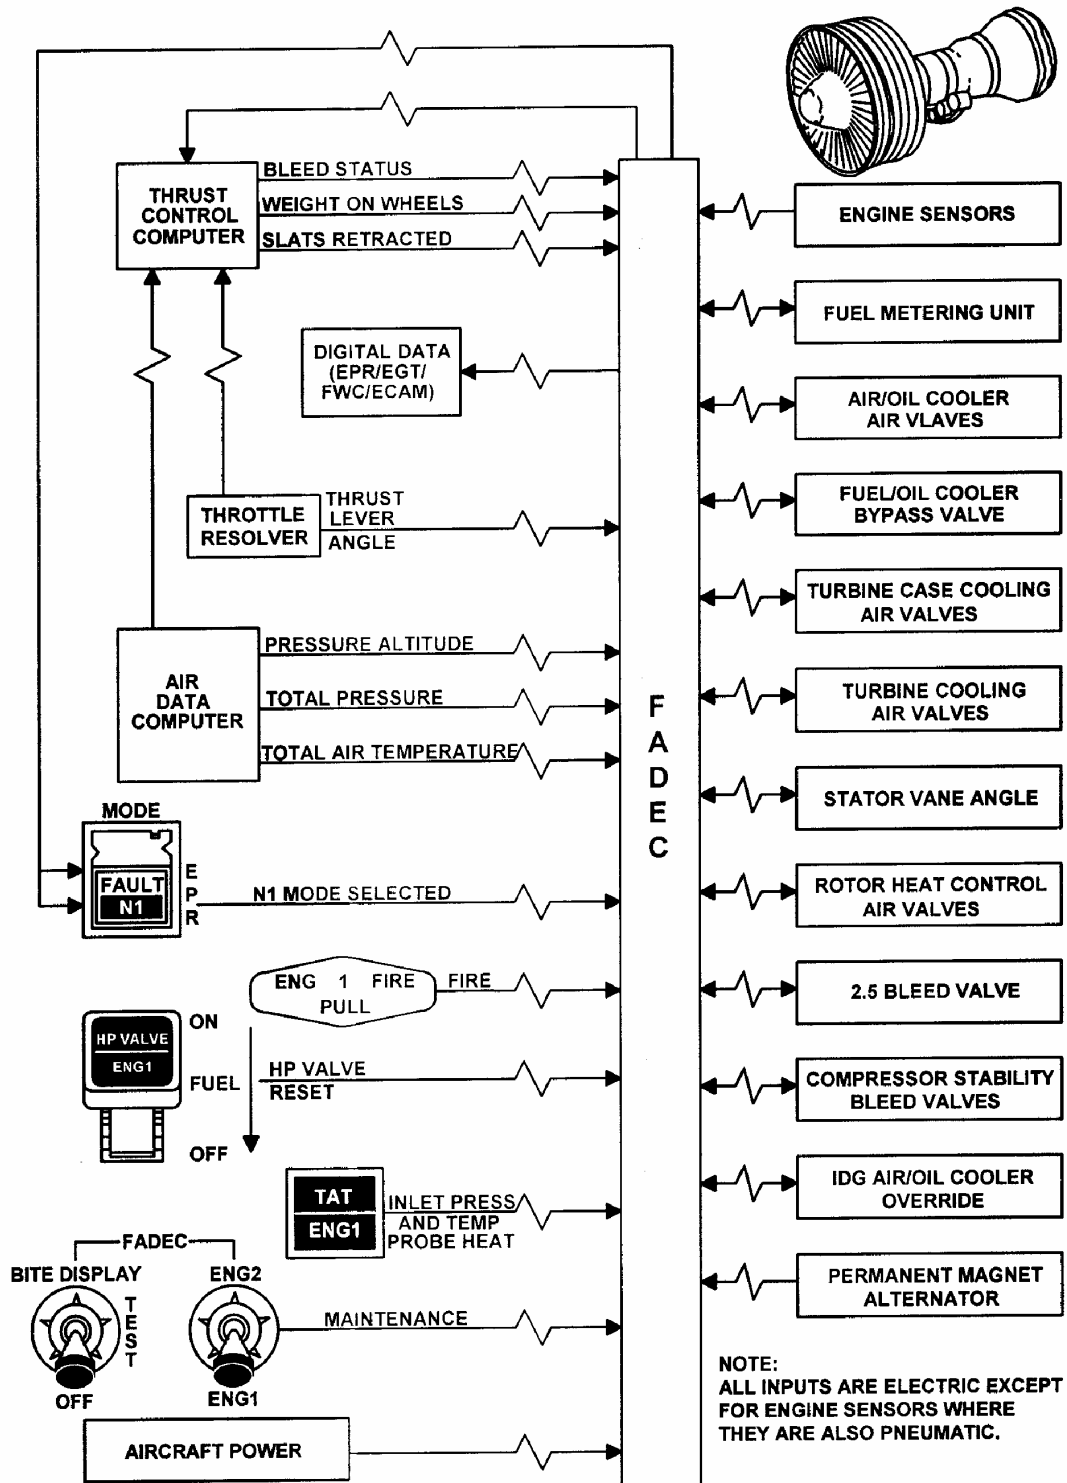 THRUST
CONTROL
COMPUTER
BLEED STATUS
WEIGHT ON WHEELS
SLATS RETRACTED
DIGITAL DATA
(EPR/EGT/
FWC/ECAM)
THROTTLE
RESOLVER
THRUST
LEVER
ANGLE
AIR
DATA
COMPUTER
PRESSURE ALTITUDE
TOTAL PRESSURE
TOTAL AIR TEMPERATURE
MODE
FAULT
N1
EPR
N1 MODE SELECTED
ENG 1 FIRE
PULL
FIRE
HP VALVE
ENG1
ON
FUEL
OFF
HP VALVE
RESET
TAT
ENG1
INLET PRESS
AND TEMP
PROBE HEAT
FADEC
BITE DISPLAY
TEST
OFF
ENG2
ENG1
MAINTENANCE
AIRCRAFT POWER
FADEC
ENGINE SENSORS
FUEL METERING UNIT
AIR/OIL COOLER
AIR VLAVES
FUEL/OIL COOLER
BYPASS VALVE
TURBINE CASE COOLING
AIR VALVES
TURBINE COOLING
AIR VALVES
STATOR VANE ANGLE
ROTOR HEAT CONTROL
AIR VALVES
2.5 BLEED VALVE
COMPRESSOR STABILITY
BLEED VALVES
IDG AIR/OIL COOLER
OVERRIDE
PERMANENT MAGNET
ALTERNATOR
NOTE:
ALL INPUTS ARE ELECTRIC EXCEPT
FOR ENGINE SENSORS WHERE
THEY ARE ALSO PNEUMATIC.